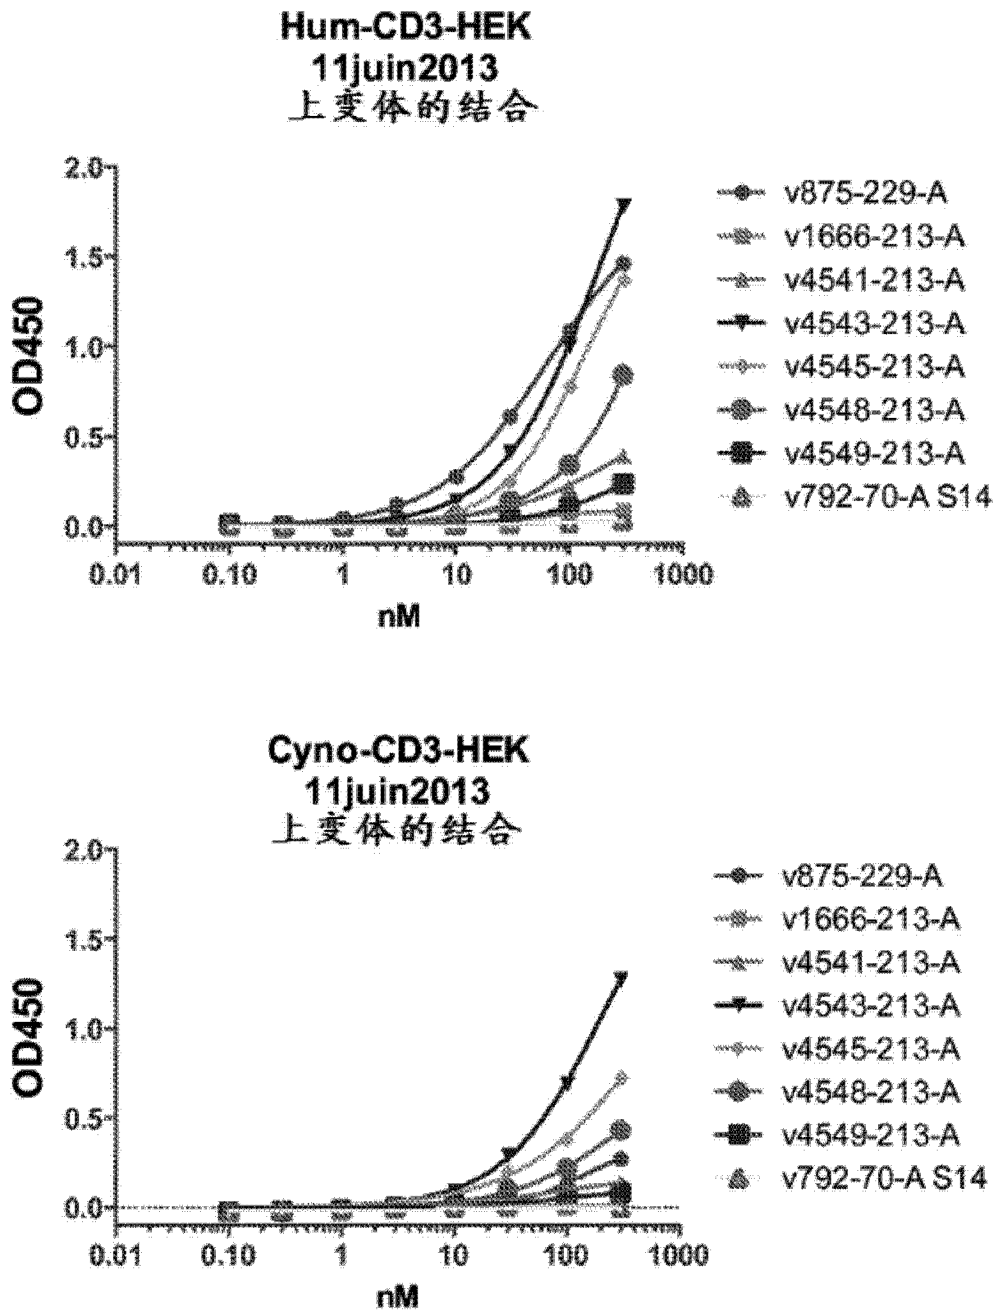 Hum-CD3-HEK
11juin2013
上变体的结合
OD450
2.0
1.5
1.0
0.5
0.0
0.01 0.10 1 10 100 1000
nM
v875-229-A
v1666-213-A
v4541-213-A
v4543-213-A
v4545-213-A
v4548-213-A
v4549-213-A
v792-70-A S14
Cyno-CD3-HEK
11juin2013
上变体的结合
OD450
2.0
1.5
1.0
0.5
0.0
0.01 0.10 1 10 100 1000
nM
v875-229-A
v1666-213-A
v4541-213-A
v4543-213-A
v4545-213-A
v4548-213-A
v4549-213-A
v792-70-A S14